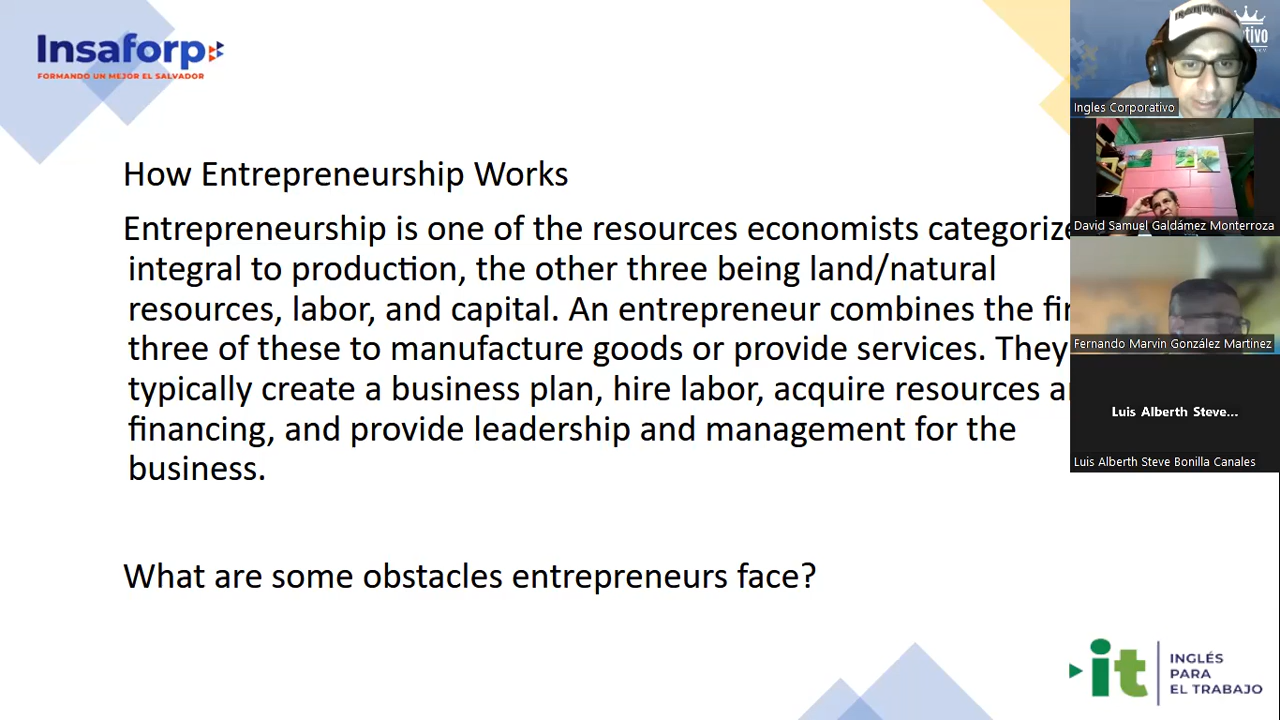 Insaforp
FORMANDO UN MEJOR EL SALVADOR
How Entrepreneurship Works
Entrepreneurship is one of the resources economists categorize
integral to production, the other three being land/natural
resources, labor, and capital. An entrepreneur combines the
three of these to manufacture goods or provide services. They
typically create a business plan, hire labor, acquire resources
financing, and provide leadership and management for the
business.
What are some obstacles entrepreneurs face?
Ingles Corporativo
David Samuel Galdámez Monterroza
Fernando Marvin González Martinez
Luis Alberth Steve...
Luis Alberth Steve Bonilla Canales
it
INGLÉS
PARA
EL TRABAJO